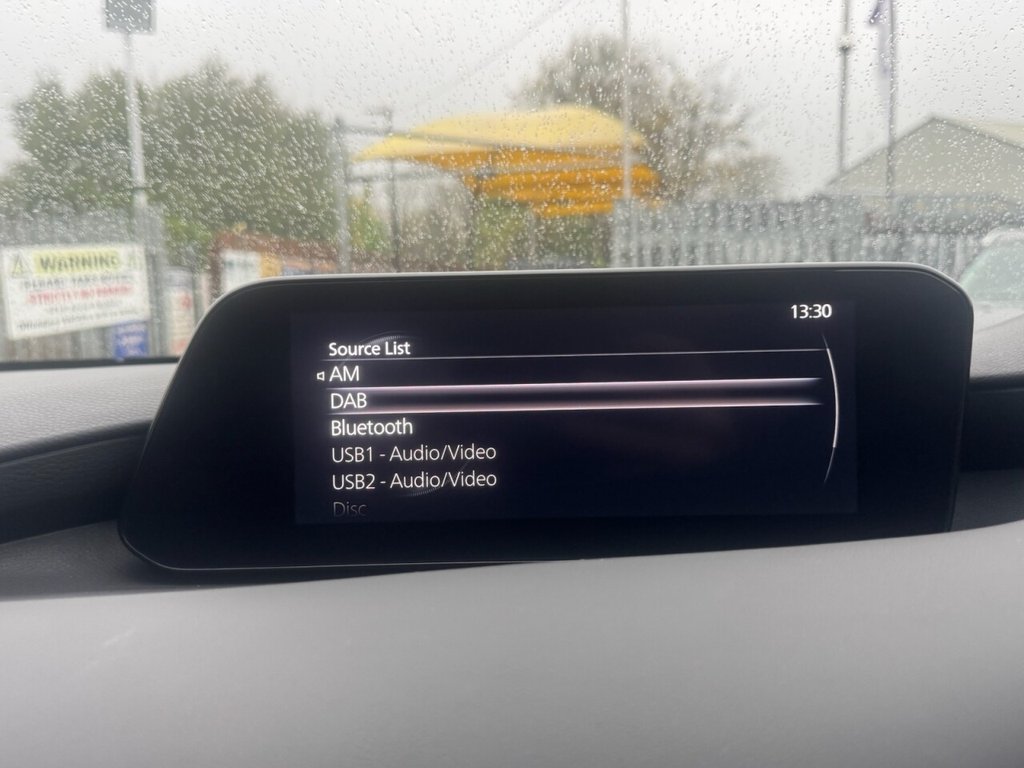 WARNING
13:30
Source List
AM
DAB
Bluetooth
USB1 - Audio/Video
USB2 - Audio/Video
Disc